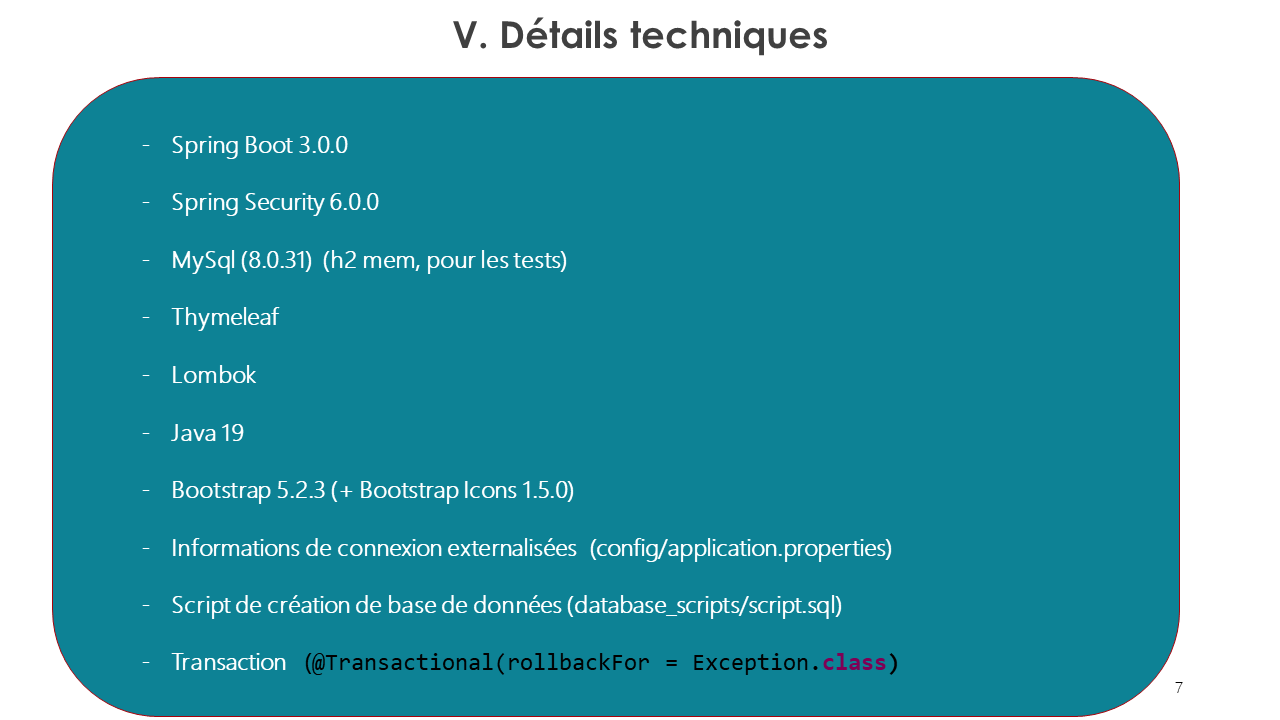 V. Détails techniques
- Spring Boot 3.0.0
- Spring Security 6.0.0
- MySql (8.0.31) (h2 mem, pour les tests)
- Thymeleaf
- Lombok
- Java 19
- Bootstrap 5.2.3 (+ Bootstrap Icons 1.5.0)
- Informations de connexion externalisées (config/application.properties)
- Script de création de base de données (database_scripts/script.sql)
- Transaction (@Transactional(rollbackFor = Exception.class)
7